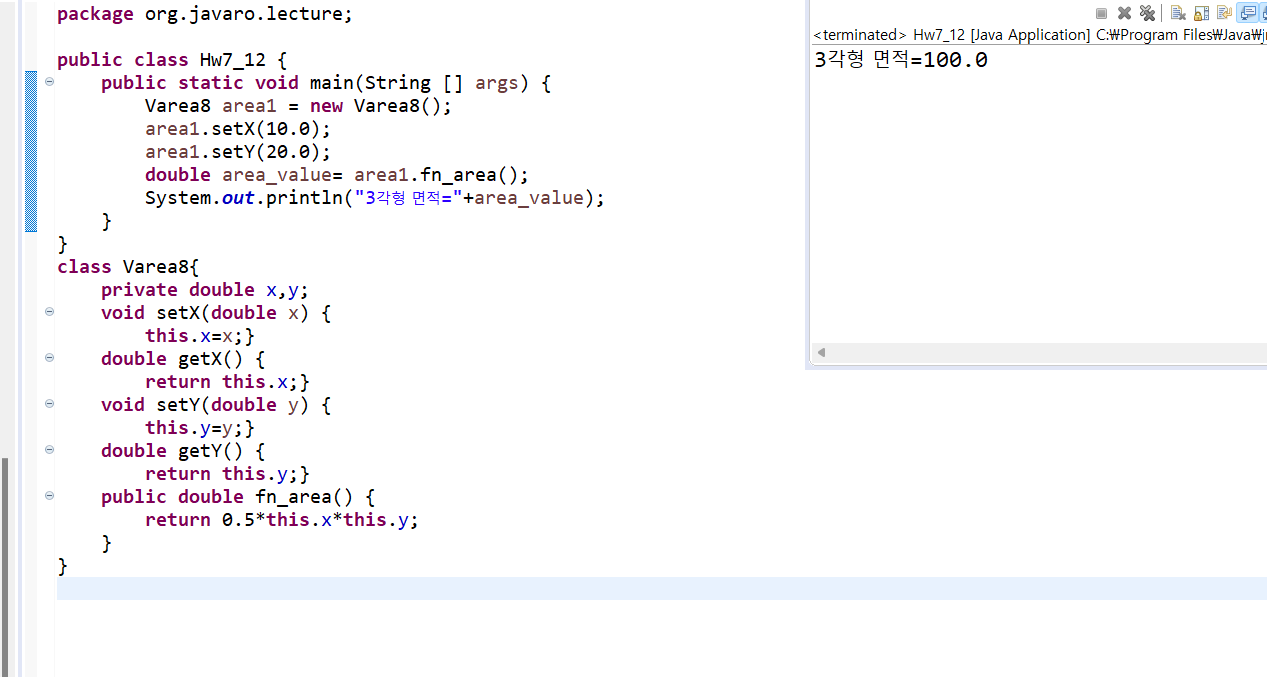 package org.javaro.lecture;
public class Hw7_12 {
public static void main(String [] args) {
Varea8 area1 = new Varea8();
area1.setX(10.0);
area1.setY(20.0);
double area_value= area1.fn_area();
System.out.println("3각형 면적="+area_value);
}
}
class Varea8{
private double x,y;
void setX(double x) {
this.x=x;}
double getX() {
return this.x;}
void setY(double y) {
this.y=y;}
double getY() {
return this.y;}
public double fn_area() {
return 0.5*this.x*this.y;
}
}
<terminated> Hw7_12 [Java Application] C:₩Program Files₩Java₩
3각형 면적=100.0